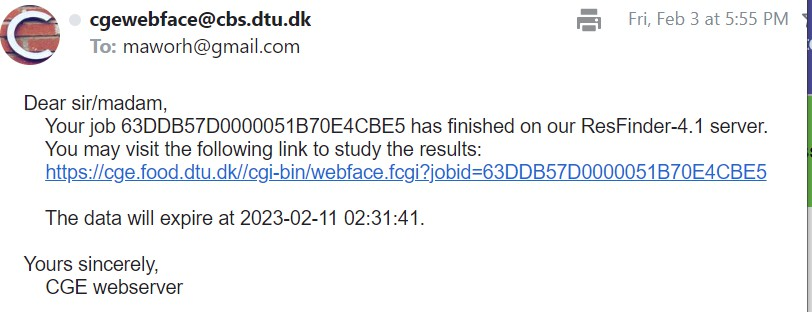 cgewebface@cbs.dtu.dk
Fri, Feb 3 at 5:55 PM
To: maworh@gmail.com
Dear sir/madam,
Your job 63DDB57D0000051B70E4CBE5 has finished on our ResFinder-4.1 server.
You may visit the following link to study the results:
https://cge.food.dtu.dk//cgi-bin/webface.fcgi?jobid=63DDB57D0000051B70E4CBE5
The data will expire at 2023-02-11 02:31:41.
Yours sincerely,
CGE webserver